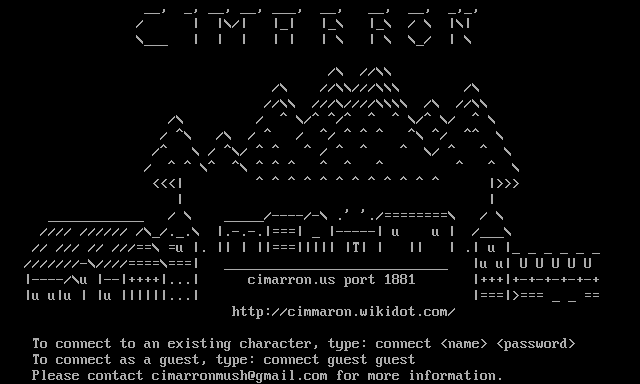 CIMARRON
cimarron.us port 1881
http://cimmaron.wikidot.com/
To connect to an existing character, type: connect <name> <password>
To connect as a guest, type: connect guest guest
Please contact cimarronmush@gmail.com for more information.